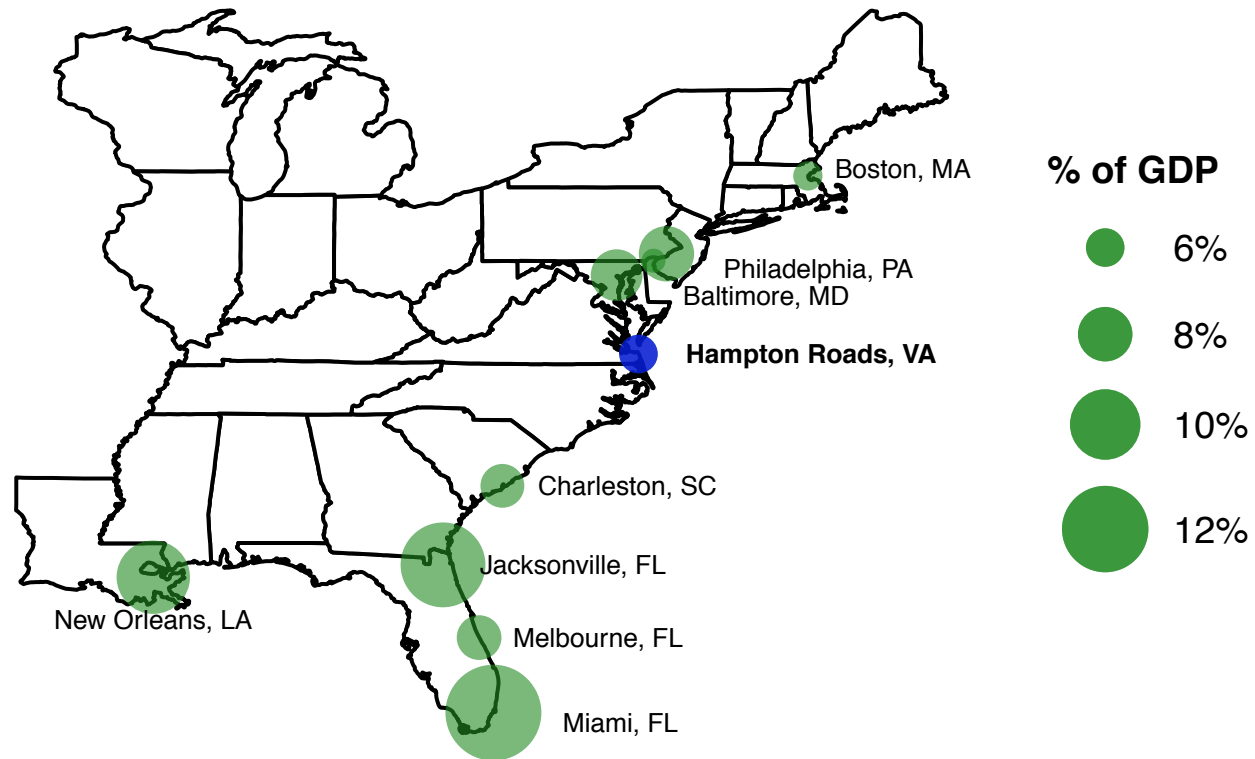 Boston, MA
% of GDP
6%
Philadelphia, PA
Baltimore, MD
8%
Hampton Roads, VA
10%
Charleston, SC
12%
Jacksonville, FL
New Orleans, LA
Melbourne, FL
Miami, FL